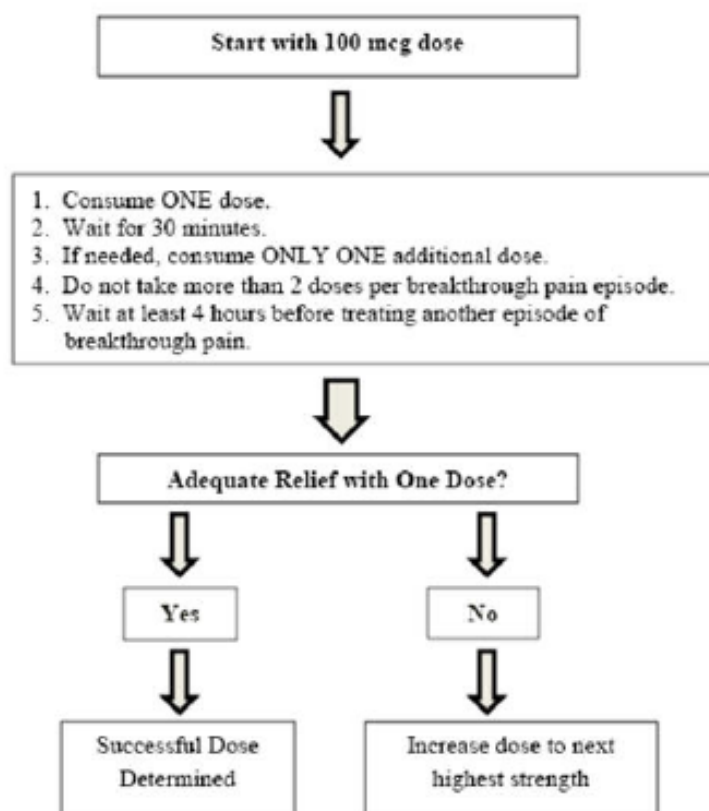 Start with 100 mcg dose
1. Consume ONE dose.
2. Wait for 30 minutes.
3. If needed, consume ONLY ONE additional dose.
4. Do not take more than 2 doses per breakthrough pain episode.
5. Wait at least 4 hours before treating another episode of
breakthrough pain.
Adequate Relief with One Dose?
Yes
No
Successful Dose
Determined
Increase dose to next
highest strength